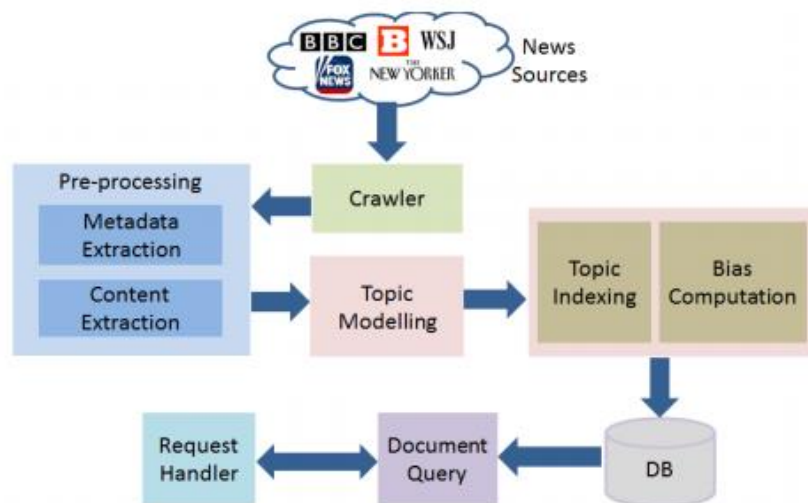 BBC B WSJ
News
Sources
FOX
NEWS
THE
NEW YORKER
Pre-processing
Crawler
Metadata
Extraction
Content
Extraction
Topic
Modelling
Topic
Indexing
Bias
Computation
Request
Handler
Document
Query
DB